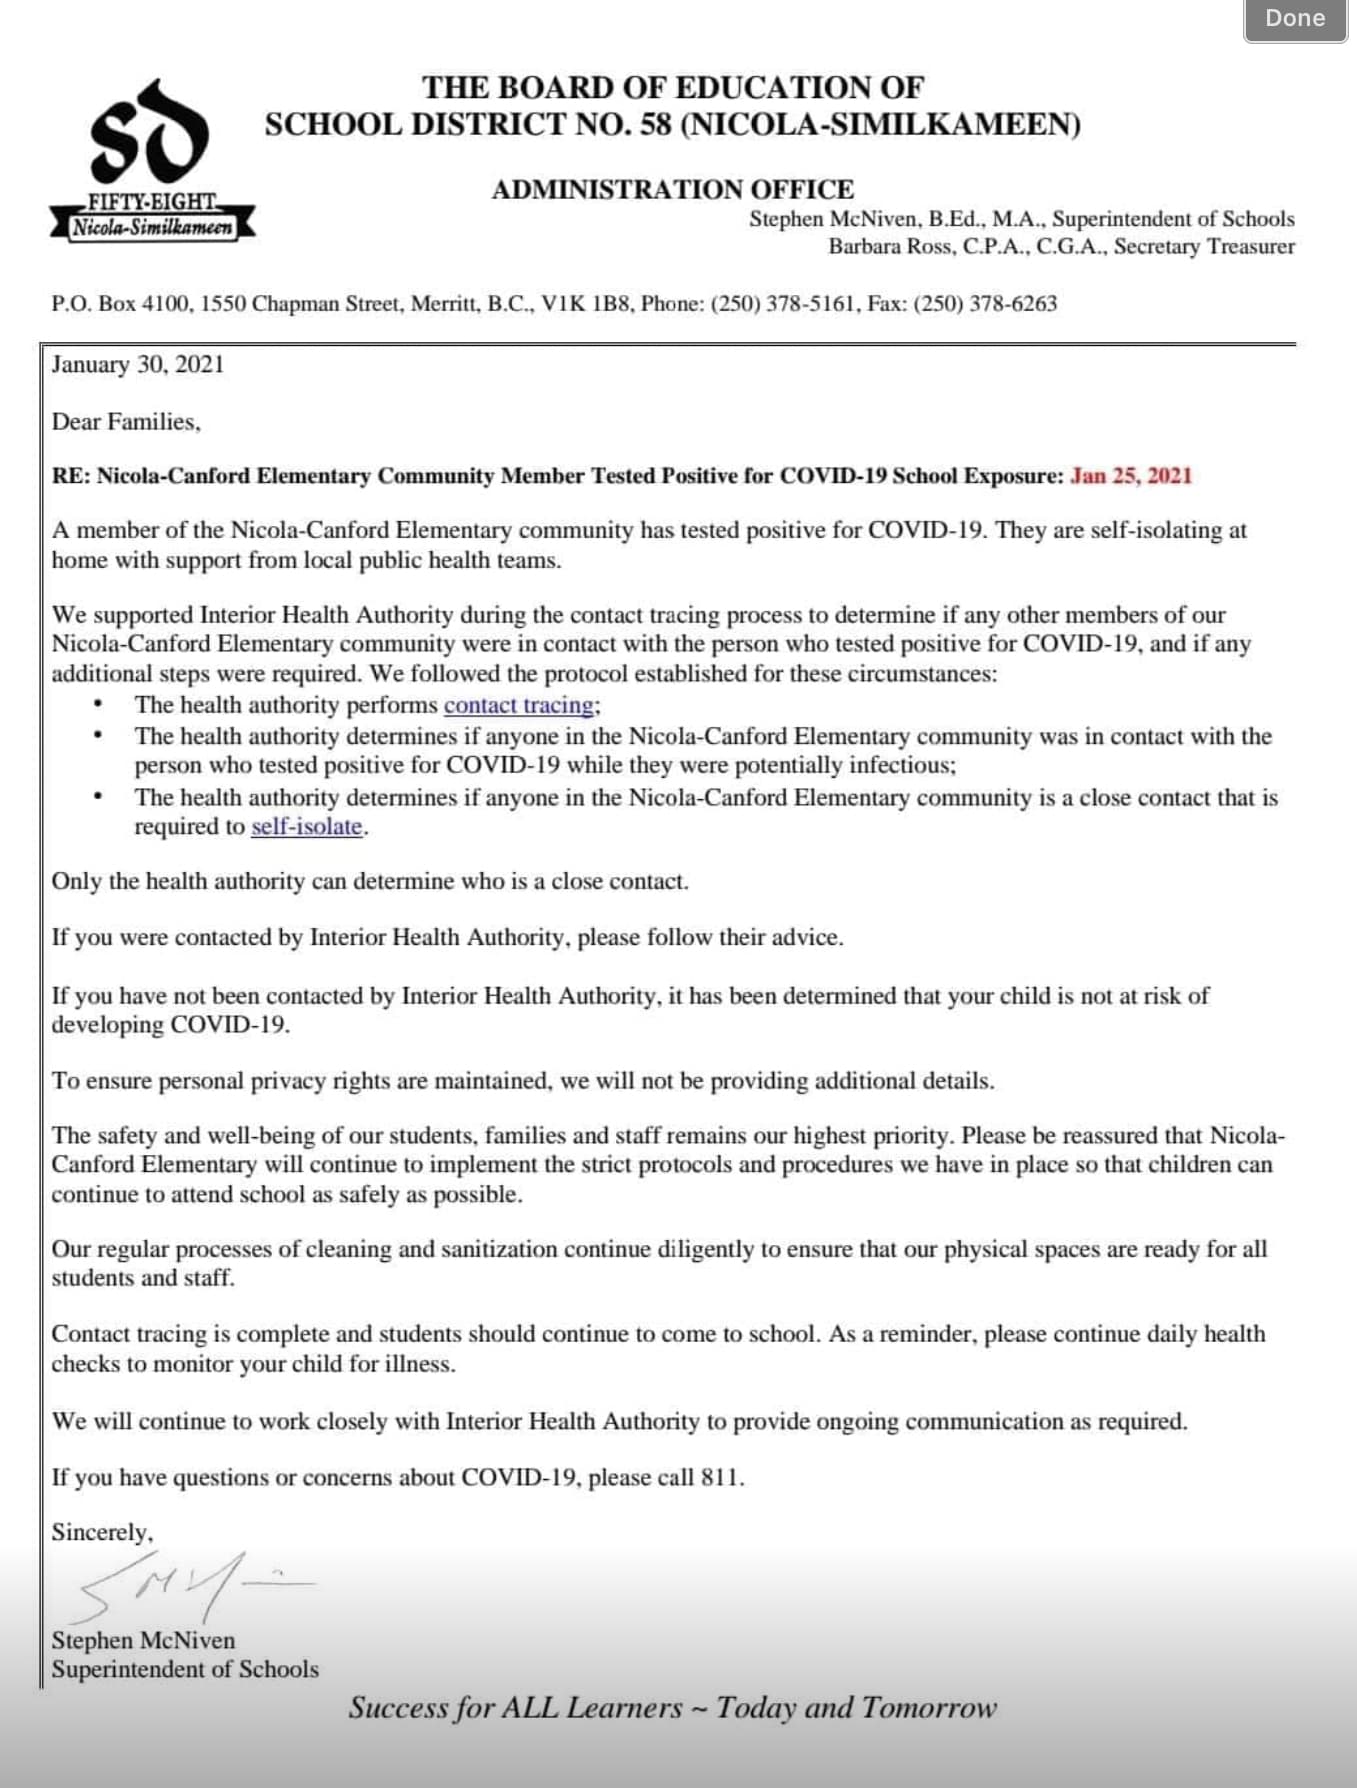 Done
THE BOARD OF EDUCATION OF
SCHOOL DISTRICT NO. 58 (NICOLA-SIMILKAMEEN)
SD
FIFTY-EIGHT
Nicola-Similkameen
ADMINISTRATION OFFICE
Stephen McNiven, B.Ed., M.A., Superintendent of Schools
Barbara Ross, C.P.A., C.G.A., Secretary Treasurer
P.O. Box 4100, 1550 Chapman Street, Merritt, B.C., V1K 1B8, Phone: (250) 378-5161, Fax: (250) 378-6263
January 30, 2021
Dear Families,
RE: Nicola-Canford Elementary Community Member Tested Positive for COVID-19 School Exposure: Jan 25, 2021
A member of the Nicola-Canford Elementary community has tested positive for COVID-19. They are self-isolating at
home with support from local public health teams.
We supported Interior Health Authority during the contact tracing process to determine if any other members of our
Nicola-Canford Elementary community were in contact with the person who tested positive for COVID-19, and if any
additional steps were required. We followed the protocol established for these circumstances:
• The health authority performs contact tracing;
• The health authority determines if anyone in the Nicola-Canford Elementary community was in contact with the
person who tested positive for COVID-19 while they were potentially infectious;
• The health authority determines if anyone in the Nicola-Canford Elementary community is a close contact that is
required to self-isolate.
Only the health authority can determine who is a close contact.
If you were contacted by Interior Health Authority, please follow their advice.
If you have not been contacted by Interior Health Authority, it has been determined that your child is not at risk of
developing COVID-19.
To ensure personal privacy rights are maintained, we will not be providing additional details.
The safety and well-being of our students, families and staff remains our highest priority. Please be reassured that Nicola-
Canford Elementary will continue to implement the strict protocols and procedures we have in place so that children can
continue to attend school as safely as possible.
Our regular processes of cleaning and sanitization continue diligently to ensure that our physical spaces are ready for all
students and staff.
Contact tracing is complete and students should continue to come to school. As a reminder, please continue daily health
checks to monitor your child for illness.
We will continue to work closely with Interior Health Authority to provide ongoing communication as required.
If you have questions or concerns about COVID-19, please call 811.
Sincerely,
Stephen McNiven
Superintendent of Schools
Success for ALL Learners ~ Today and Tomorrow